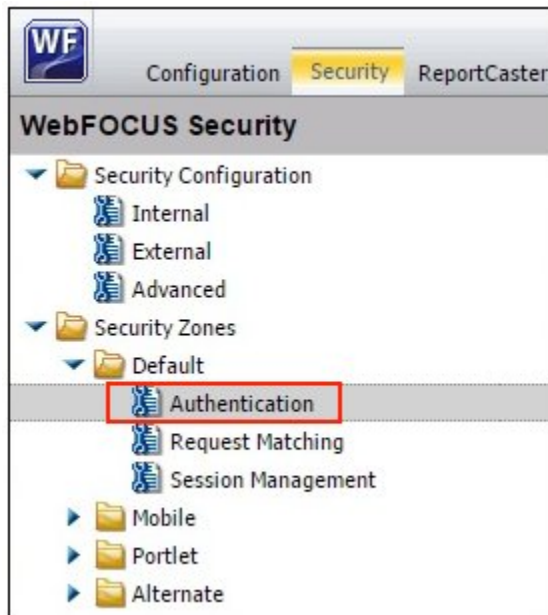 WF
Configuration Security ReportCaster
WebFOCUS Security
Security Configuration
Internal
External
Advanced
Security Zones
Default
Authentication
Request Matching
Session Management
Mobile
Portlet
Alternate